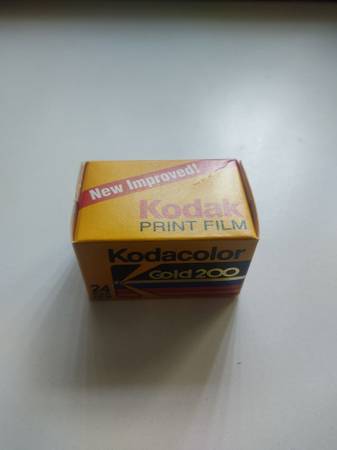 New Improved!
Kodak
PRINT FILM
Kodacolor
Gold 200
24